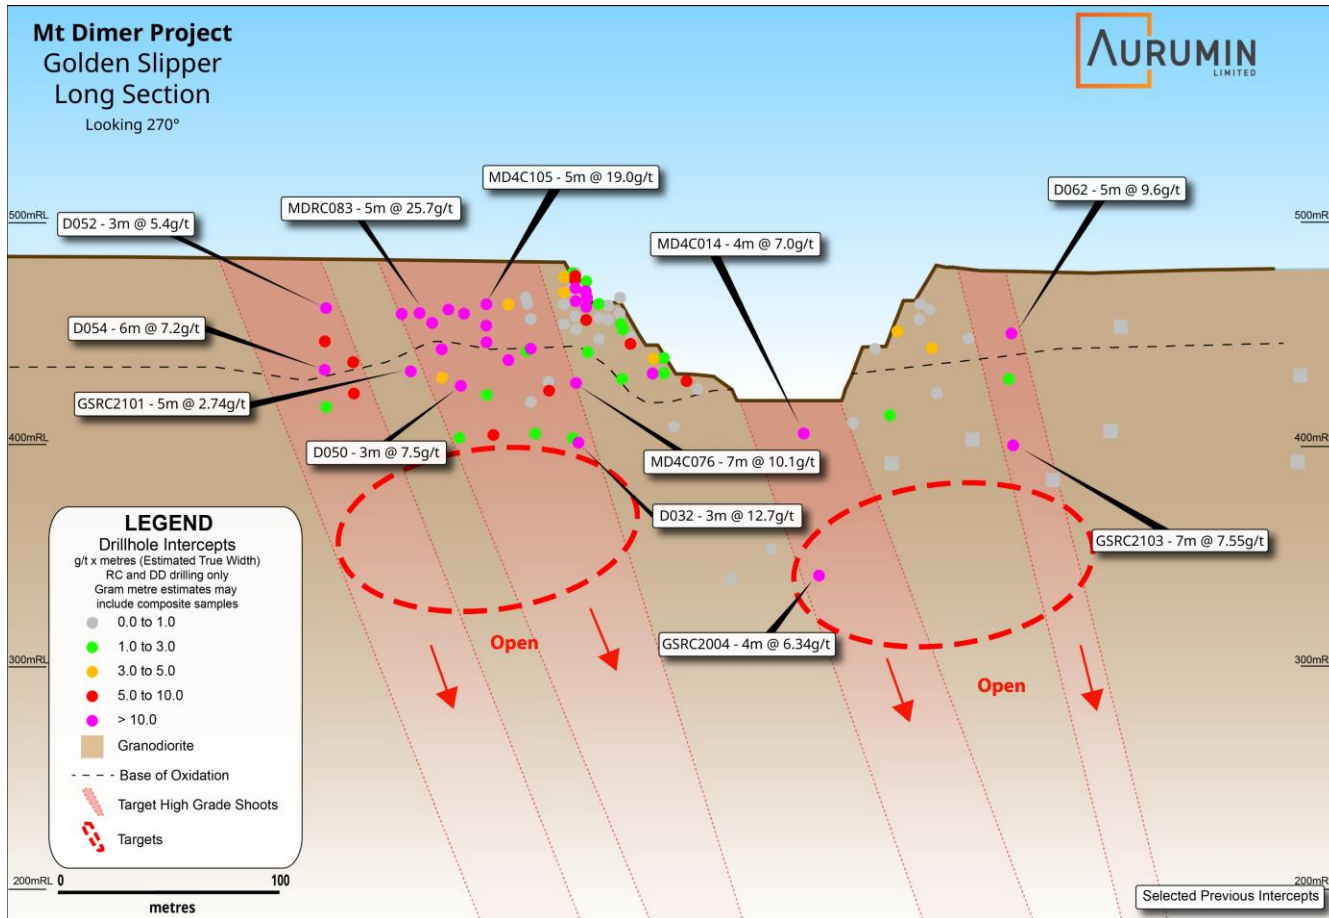 Mt Dimer Project
Golden Slipper
Long Section
Looking 270°
AURUMIN
LIMITED
MD4C105 - 5m @ 19.0g/t
D062 - 5m @ 9.6g/t
MDRC083 - 5m @ 25.7g/t
500mRL
D052 - 3m @ 5.4g/t
500mRL
MD4C014 - 4m @ 7.0g/t
D054 - 6m @ 7.2g/t
GSRC2101 - 5m @ 2.74g/t
400mRL
400mRL
D050 - 3m @ 7.5g/t
MD4C076 - 7m @ 10.1g/t
D032 - 3m @ 12.7g/t
GSRC2103 - 7m @ 7.55g/t
LEGEND
Drillhole Intercepts
g/t x metres (Estimated True Width)
RC and DD drilling only
Gram metre estimates may
include composite samples
0.0 to 1.0
1.0 to 3.0
3.0 to 5.0
5.0 to 10.0
> 10.0
Granodiorite
Base of Oxidation
Target High Grade Shoots
Targets
Open
GSRC2004 - 4m @ 6.34g/t
300mRL
300mRL
Open
200mRL
0
100
metres
200mRL
Selected Previous Intercepts